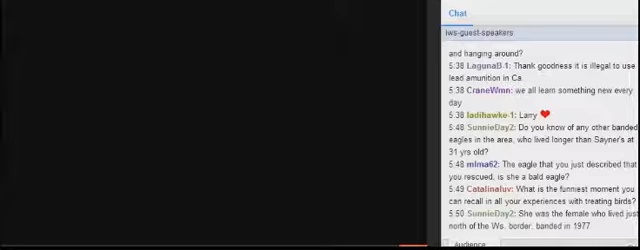 Chat
iws-guest-speakers
and hanging around?
5:38 LagunaB-1: Thank goodness it is illegal to use
lead amunition in Ca
5:38 CraneWmn: we all learn something new every
day
5:38 ladihawke-1: Larry ❤
5:48 SunnieDay2: Do you know of any other banded
eagles in the area, who lived longer than Sayner's at
31 yrs old?
5:48 mlma62: The eagle that you just described that
you rescued, is she a bald eagle?
5:49 Catalinaluv: What is the funniest moment you
can recall in all your experiences with treating birds?
5:50 SunnieDay2: She was the female who lived just
north of the Ws. border, banded in 1977
Audience